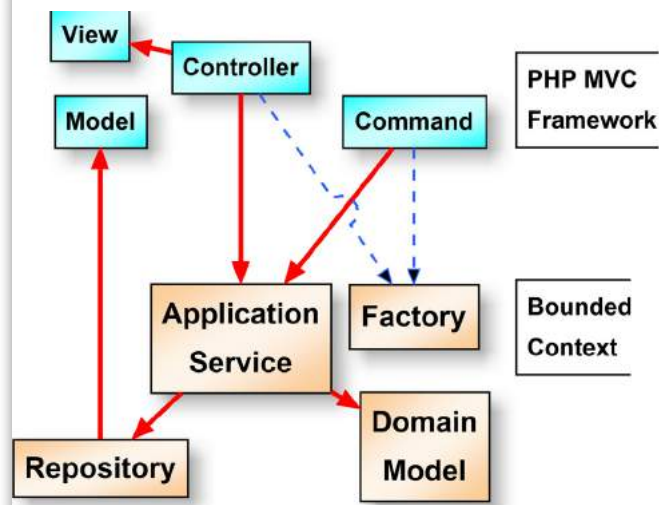 View
Controller
Model
Command
PHP MVC
Framework
Application
Service
Factory
Bounded
Context
Repository
Domain
Model